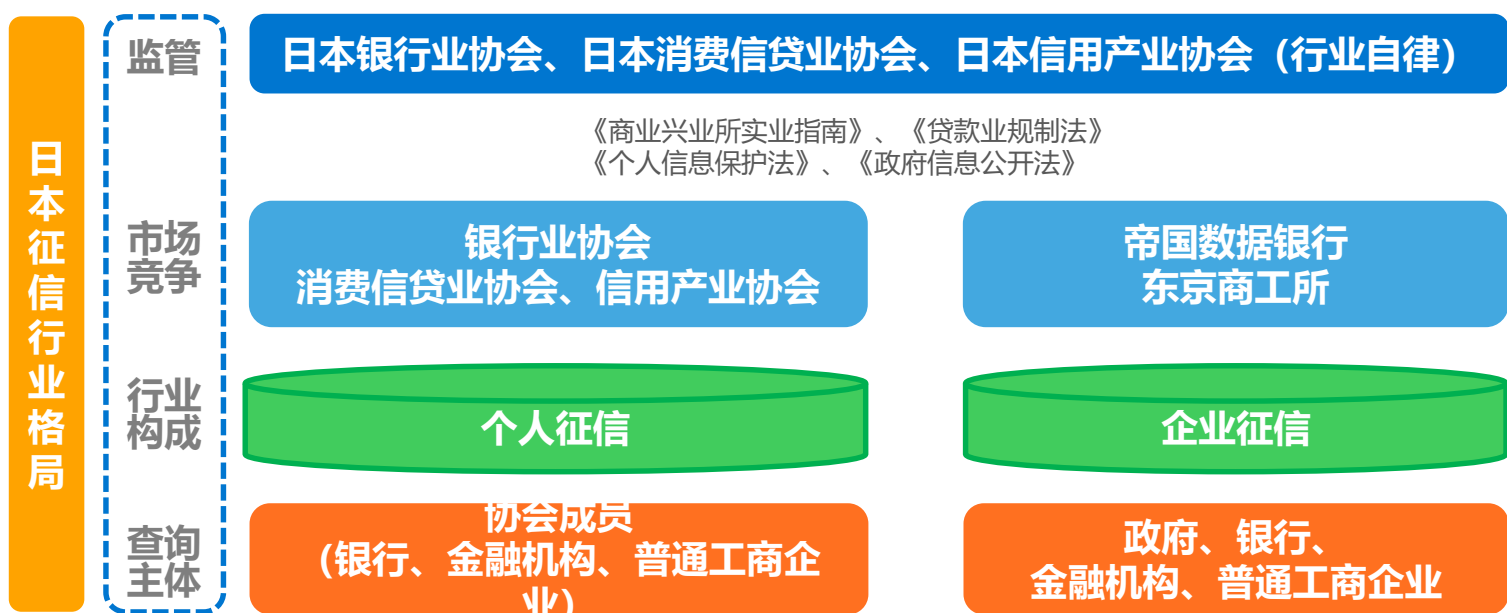 日本征信行业格局
监管
日本银行业协会、日本消费信贷业协会、日本信用产业协会（行业自律）
《商业兴业所实业指南》、《贷款业规制法》
《个人信息保护法》、《政府信息公开法》
市场
竞争
银行业协会
消费信贷业协会、信用产业协会
帝国数据银行
东京商工所
行业
构成
个人征信
企业征信
查询
主体
协会成员
（银行、金融机构、普通工商企
业）
政府、银行、
金融机构、普通工商企业